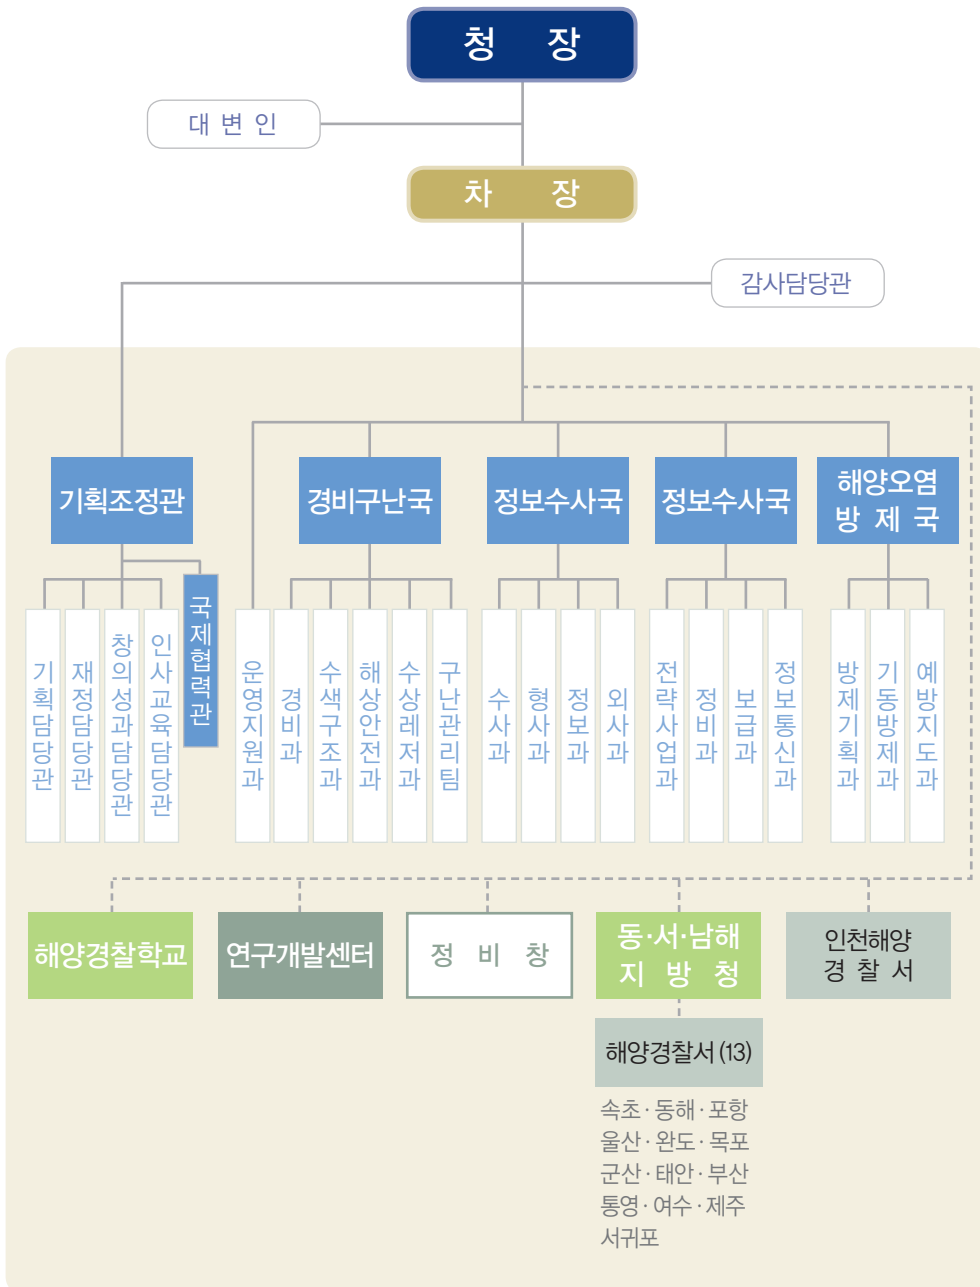 청 장
대 변 인
차 장
감사담당관
기획조정관
경비구난국
정보수사국
정보수사국
해양오염
방 제 국
국제협력관
기획담당관
재정담당관
창의성과담당관
인사교육담당관
운영지원과
경비과
수색구조과
해상안전과
수상레저과
구난관리팀
수사과
형사과
정보과
외사과
전략사업과
정비과
보급과
정보통신과
방제기획과
기동방제과
예방지도과
해양경찰학교
연구개발센터
정 비 창
동·서·남해
지 방 청
인천해양
경 찰 서
해양경찰서 (13)
속초 · 동해 · 포항
울산 · 완도 · 목포
군산 · 태안 · 부산
통영 · 여수 · 제주
서귀포